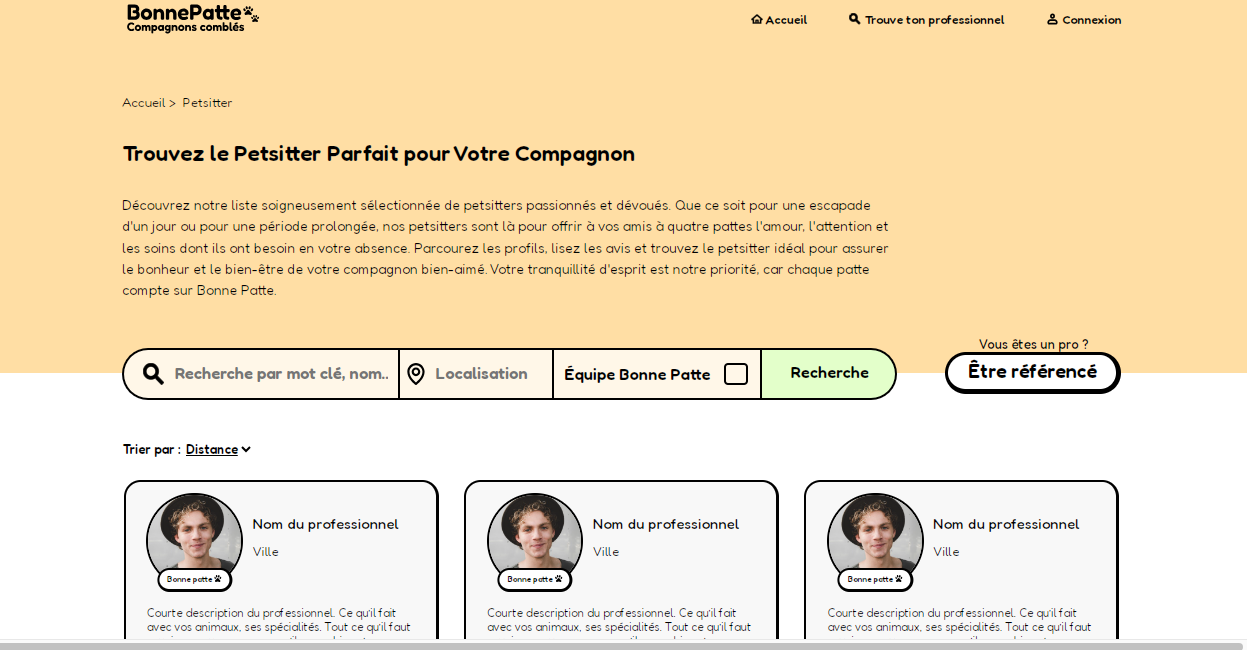 BonnePatte
Compagnons comblés
Accueil
Trouve ton professionnel
Connexion
Accueil > Petsitter
Trouvez le Petsitter Parfait pour Votre Compagnon
Découvrez notre liste soigneusement sélectionnée de petsitters passionnés et dévoués. Que ce soit pour une escapade
d'un jour ou pour une période prolongée, nos petsitters sont là pour offrir à vos amis à quatre pattes l'amour, l'attention et
les soins dont ils ont besoin en votre absence. Parcourez les profils, lisez les avis et trouvez le petsitter idéal pour assurer
le bonheur et le bien-être de votre compagnon bien-aimé. Votre tranquillité d'esprit est notre priorité, car chaque patte
compte sur Bonne Patte.
Vous êtes un pro ?
Recherche par mot clé, nom..
Localisation
Équipe Bonne Patte
Recherche
Être référencé
Trier par : Distance
Nom du professionnel
Ville
Bonne patte
Courte description du professionnel. Ce qu'il fait
avec vos animaux, ses spécialités. Tout ce qu'il faut
Nom du professionnel
Ville
Bonne patte
Courte description du professionnel. Ce qu'il fait
avec vos animaux, ses spécialités. Tout ce qu'il faut
Nom du professionnel
Ville
Bonne patte
Courte description du professionnel. Ce qu'il fait
avec vos animaux, ses spécialités. Tout ce qu'il faut